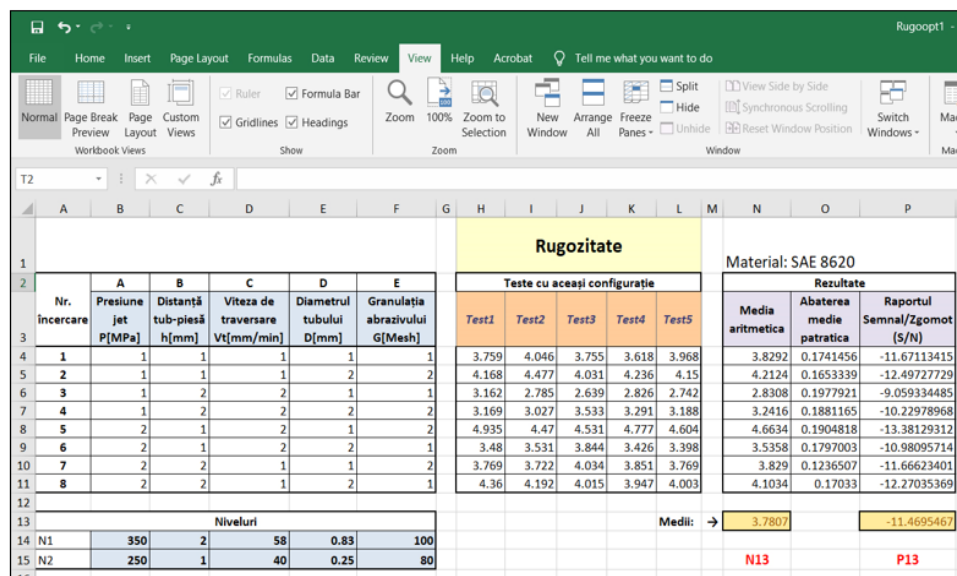 Rugoopt1 -
File Home Insert Page Layout Formulas Data Review View Help Acrobat Tell me what you want to do
Normal Page Break Preview Page Layout Custom Views
Workbook Views
Ruler Formula Bar
Gridlines Headings
Show
Zoom 100% Zoom to Selection
Zoom
New Window Arrange All Freeze Panes
Split
Hide
Unhide
View Side by Side
Synchronous Scrolling
Reset Window Position
Switch Windows
Window
Mac
Mac
T2 fx
A B C D E F G H I J K L M N O P
1 Rugozitate Material: SAE 8620
2 A B C D E Teste cu aceași configurație Rezultate
3 Nr. încercare Presiune jet P[MPa] Distanță tub-piesă h[mm] Viteza de traversare Vt[mm/min] Diametrul tubului D[mm] Granulația abrazivului G[Mesh] Test1 Test2 Test3 Test4 Test5 Media aritmetica Abaterea medie patratica Raportul Semnal/Zgomot (S/N)
4 1 1 1 1 1 1 3.759 4.046 3.755 3.618 3.968 3.8292 0.1741456 -11.67113415
5 2 1 1 1 2 2 4.168 4.477 4.031 4.236 4.15 4.2124 0.1653339 -12.49727729
6 3 1 2 2 1 1 3.162 2.785 2.639 2.826 2.742 2.8308 0.1977921 -9.059334485
7 4 1 2 2 2 2 3.169 3.027 3.533 3.291 3.188 3.2416 0.1881165 -10.22978968
8 5 2 1 2 1 2 4.935 4.47 4.531 4.777 4.604 4.6634 0.1904818 -13.38129312
9 6 2 1 2 2 1 3.48 3.531 3.844 3.426 3.398 3.5358 0.1797003 -10.98095714
10 7 2 2 1 1 2 3.769 3.722 4.034 3.851 3.769 3.829 0.1236507 -11.66623401
11 8 2 2 1 2 1 4.36 4.192 4.015 3.947 4.003 4.1034 0.17033 -12.27035369
12
13 Niveluri Medii: → 3.7807 -11.4695467
14 N1 350 2 58 0.83 100
15 N2 250 1 40 0.25 80 N13 P13